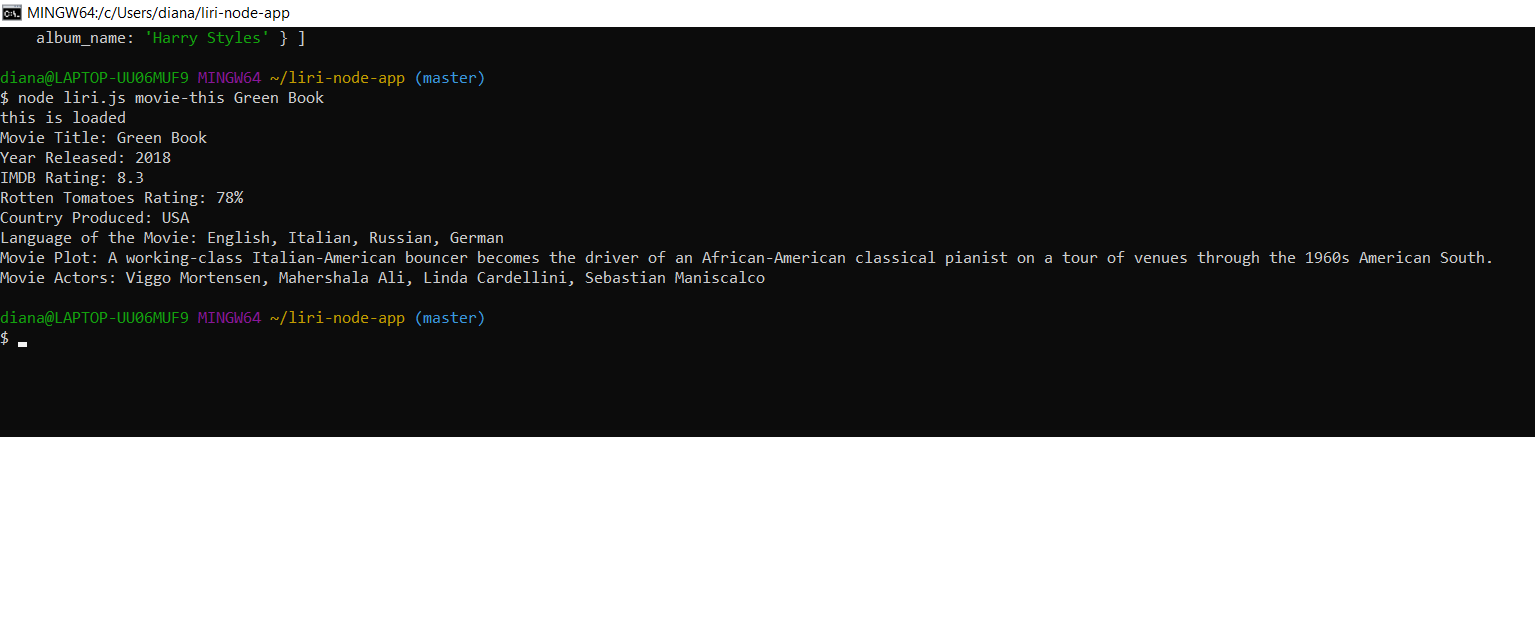 MINGW64:/c/Users/diana/liri-node-app
album_name: 'Harry Styles' } ]
diana@LAPTOP-UU06MUF9 MINGW64 ~/liri-node-app (master)
$ node liri.js movie-this Green Book
this is loaded
Movie Title: Green Book
Year Released: 2018
IMDB Rating: 8.3
Rotten Tomatoes Rating: 78%
Country Produced: USA
Language of the Movie: English, Italian, Russian, German
Movie Plot: A working-class Italian-American bouncer becomes the driver of an African-American classical pianist on a tour of venues through the 1960s American South.
Movie Actors: Viggo Mortensen, Mahershala Ali, Linda Cardellini, Sebastian Maniscalco
diana@LAPTOP-UU06MUF9 MINGW64 ~/liri-node-app (master)
$